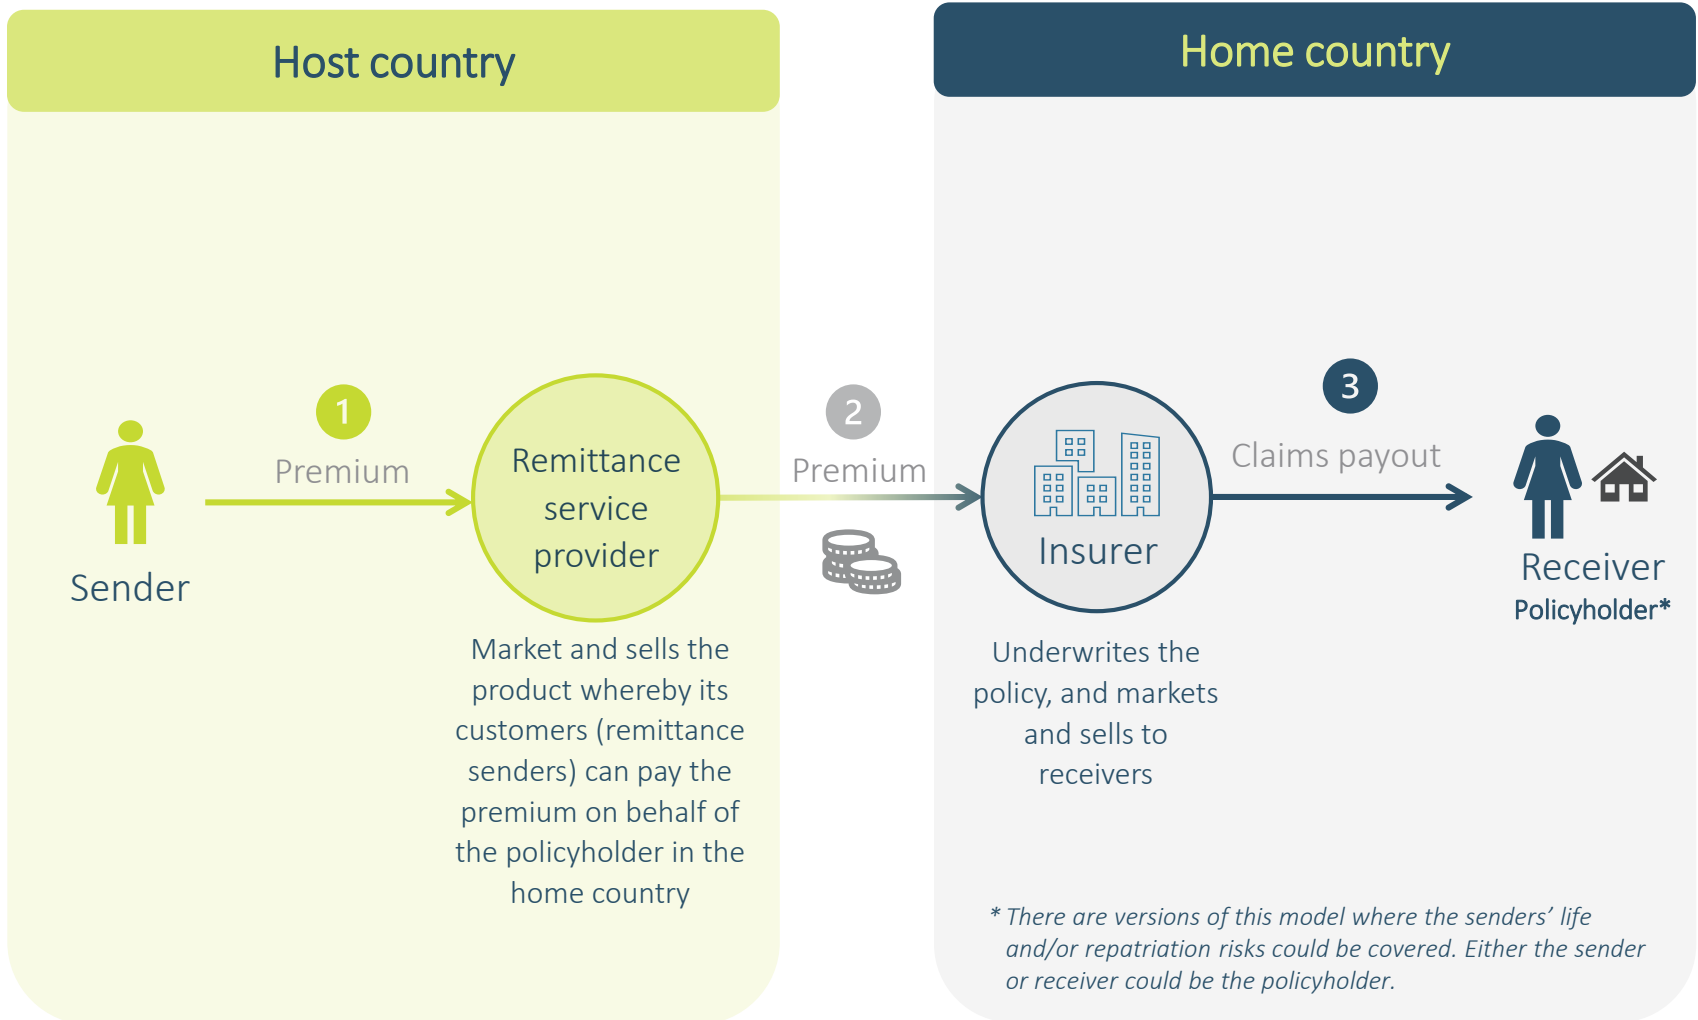 Host country
Home country
1
Premium
Sender
Remittance
service
provider
Market and sells the
product whereby its
customers (remittance
senders) can pay the
premium on behalf of
the policyholder in the
home country
2
Premium
Insurer
Underwrites the
policy, and markets
and sells to
receivers
3
Claims payout
Receiver
Policyholder*
* There are versions of this model where the senders’ life
and/or repatriation risks could be covered. Either the sender
or receiver could be the policyholder.